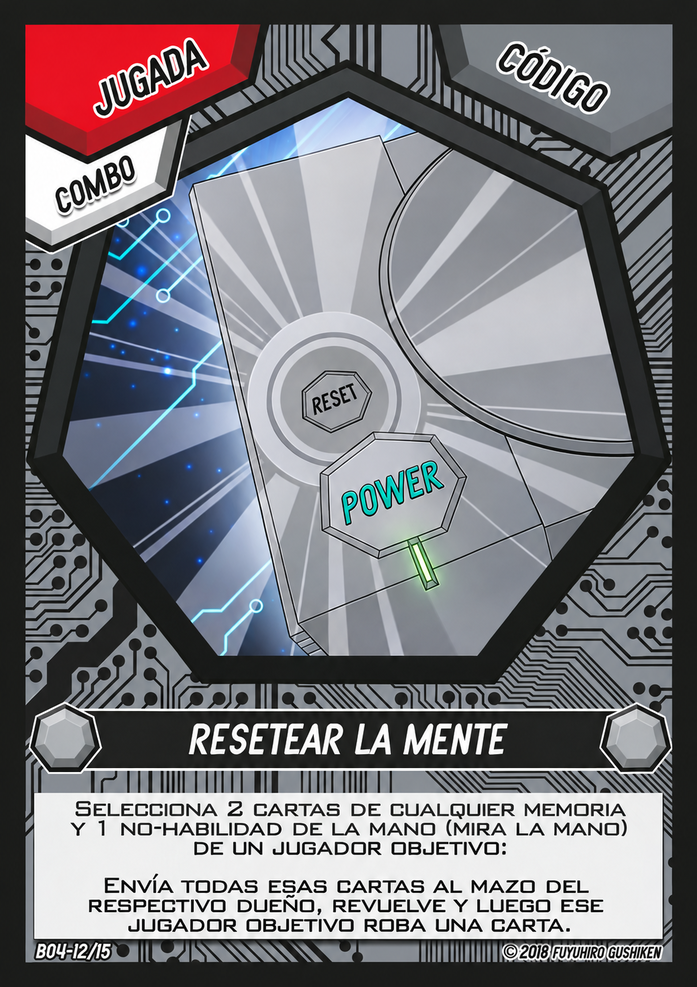 JUGADA
CÓDIGO
COMBO
RESET
POWER
RESETEAR LA MENTE
SELECCIONA 2 CARTAS DE CUALQUIER MEMORIA
Y 1 NO-HABILIDAD DE LA MANO (MIRA LA MANO)
DE UN JUGADOR OBJETIVO:
ENVÍA TODAS ESAS CARTAS AL MAZO DEL
RESPECTIVO DUEÑO, REVUELVE Y LUEGO ESE
JUGADOR OBJETIVO ROBA UNA CARTA.
B04-12/15
© 2018 FUYUHIRO GUSHIKEN